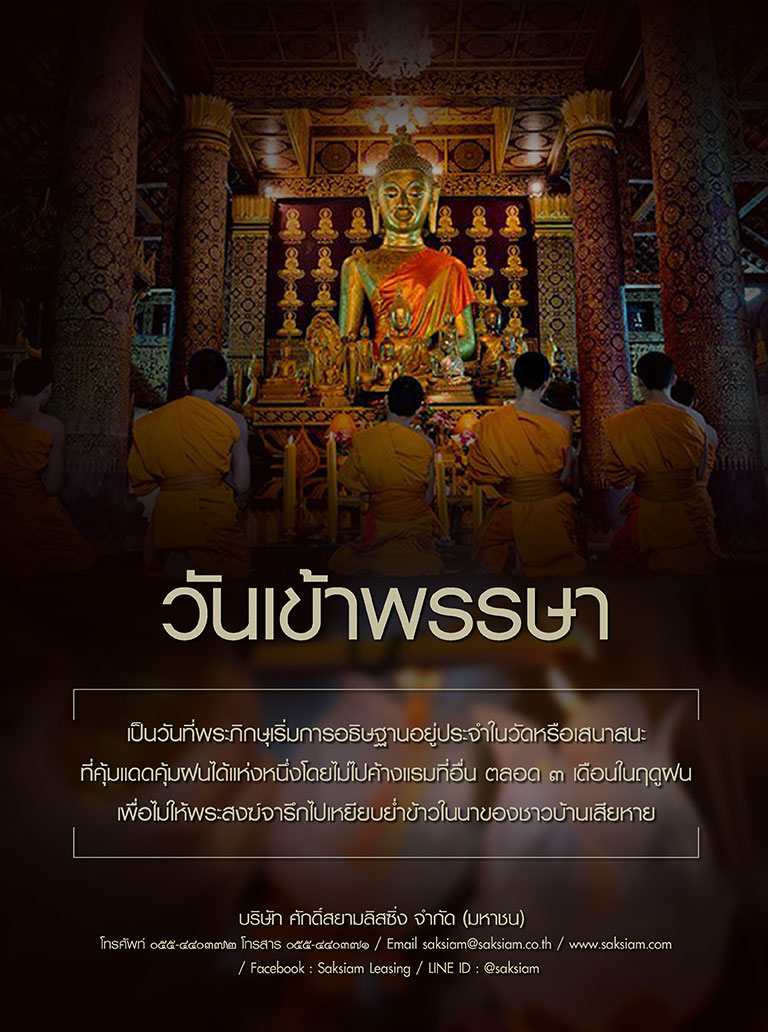 วันเข้าพรรษา
เป็นวันที่พระภิกษุเริ่มการอธิษฐานอยู่ประจำในวัดหรือเสนาสนะ
ที่คุ้มแดดคุ้มฝนได้แห่งหนึ่งโดยไม่ไปค้างแรมที่อื่น ตลอด ๓ เดือนในฤดูฝน
เพื่อไม่ให้พระสงฆ์จาริกไปเหยียบย่ำข้าวในนาของชาวบ้านเสียหาย
บริษัท ศักดิ์สยามลิสซิ่ง จำกัด (มหาชน)
โทรศัพท์ ๐๕๕-๔๔๐๓๗๒ โทรสาร ๐๕๕-๔๔๐๓๗๑ / Email saksiam@saksiam.co.th / www.saksiam.com
/ Facebook : Saksiam Leasing / LINE ID : @saksiam